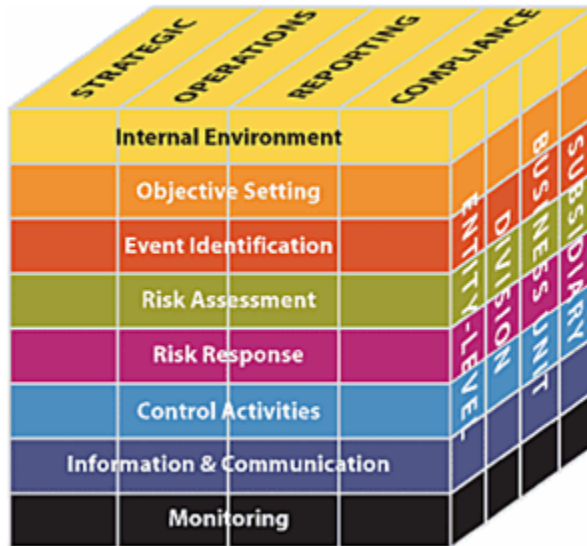 STRATEGIC
OPERATIONS
REPORTING
COMPLIANCE
Internal Environment
Objective Setting
Event Identification
Risk Assessment
Risk Response
Control Activities
Information & Communication
Monitoring
ENTITY-LEVEL
DIVISION
BUSINESS UNIT
SUBSIDIARY